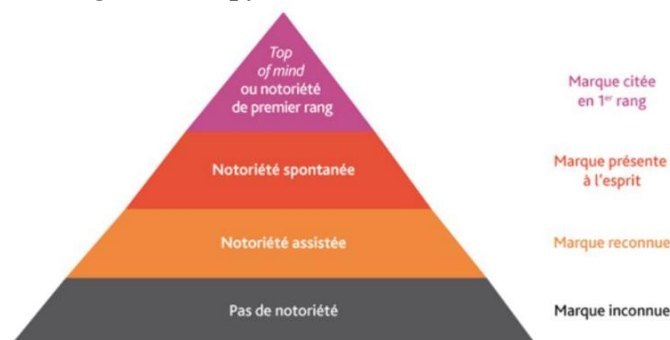 Top
of mind
ou notoriété
de premier rang
Marque citée
en 1er rang
Notoriété spontanée
Marque présente
à l'esprit
Notoriété assistée
Marque reconnue
Pas de notoriété
Marque inconnue